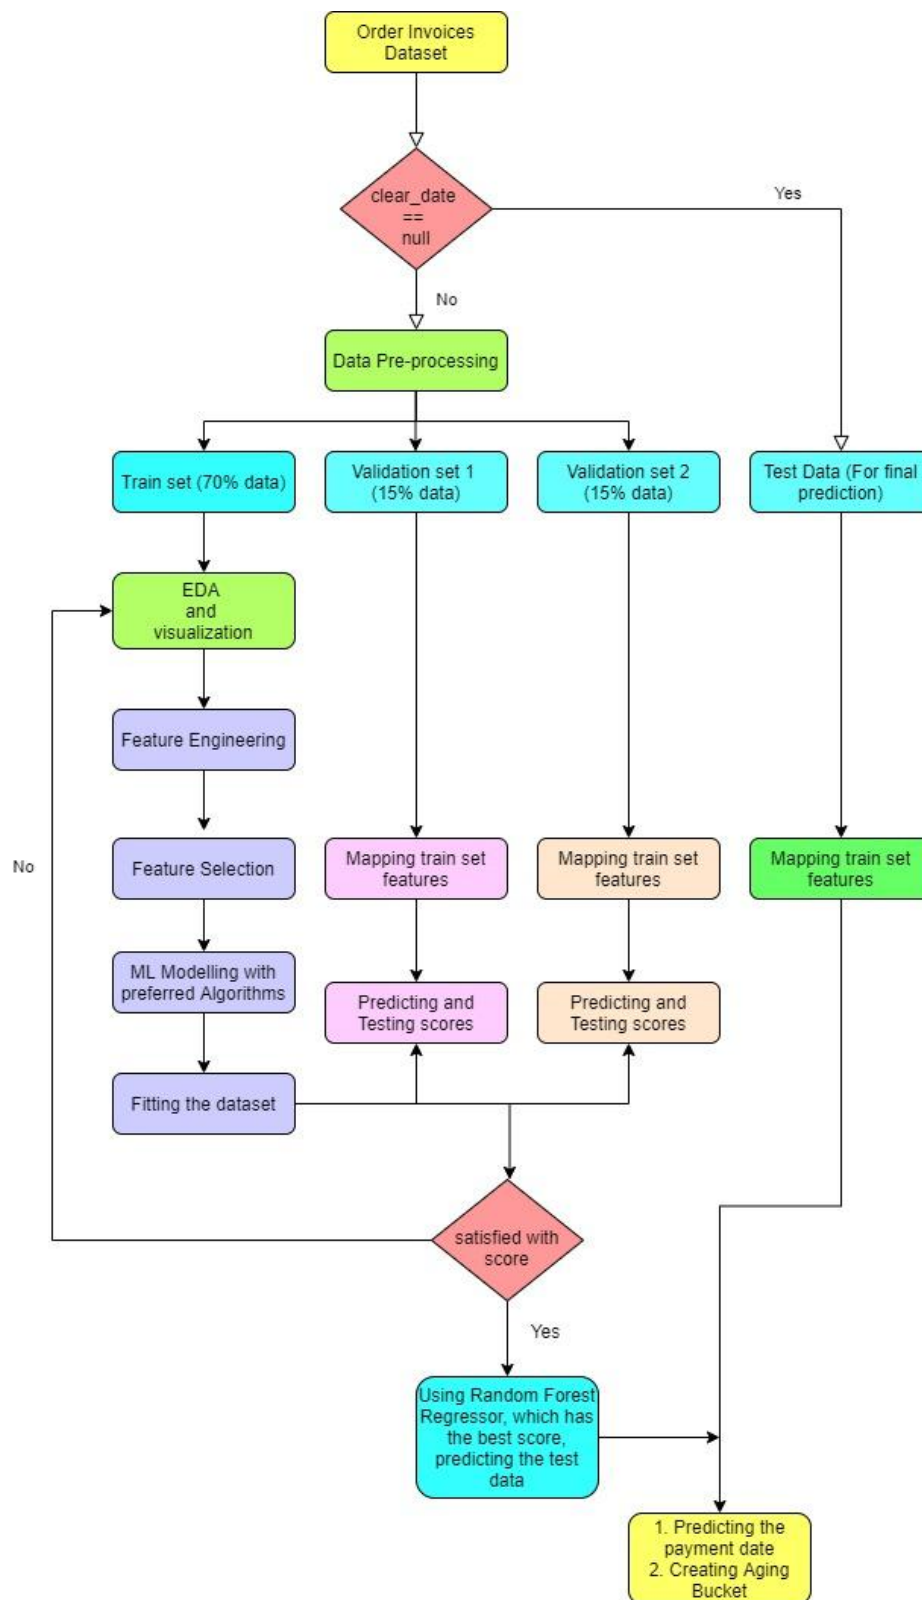 Order Invoices
Dataset
clear_date
==
null
Yes
No
Data Pre-processing
Train set (70% data)
Validation set 1
(15% data)
Validation set 2
(15% data)
Test Data (For final
prediction)
EDA
and
visualization
Feature Engineering
No
Feature Selection
Mapping train set
features
Mapping train set
features
Mapping train set
features
ML Modelling with
preferred Algorithms
Predicting and
Testing scores
Predicting and
Testing scores
Fitting the dataset
satisfied with
score
Yes
Using Random Forest
Regressor, which has
the best score,
predicting the test
data
1. Predicting the
payment date
2. Creating Aging
Bucket